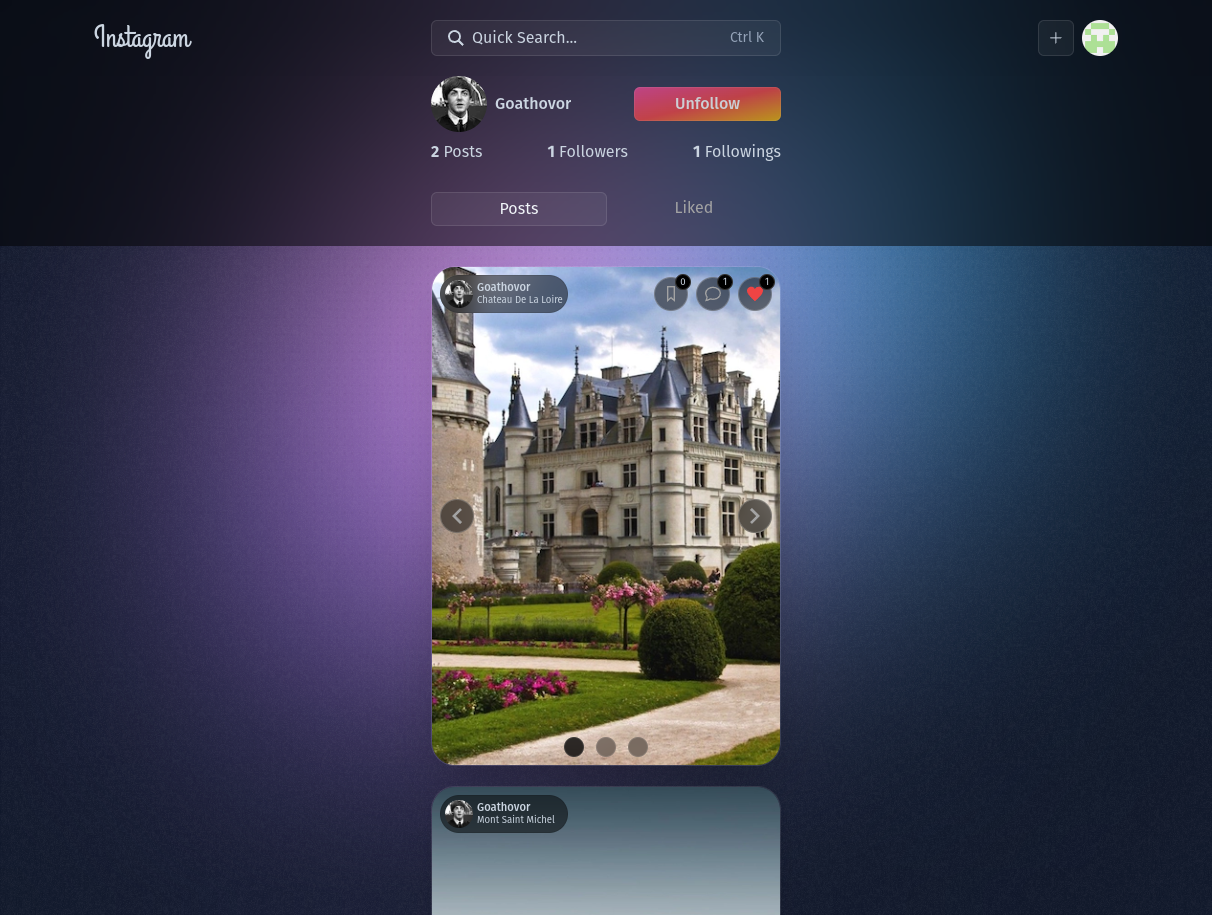 Instagram
Quick Search... Ctrl K
Goathovor
Unfollow
2 Posts 1 Followers 1 Followings
Posts Liked
Goathovor
Chateau De La Loire
0 1 1
Goathovor
Mont Saint Michel